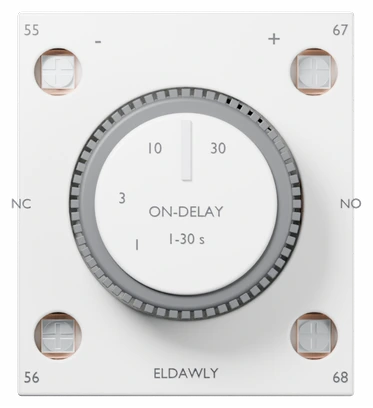 55 67
- +
10 30
NC 3 NO
ON-DELAY
1 1-30 s
ELDAWLY
56 68